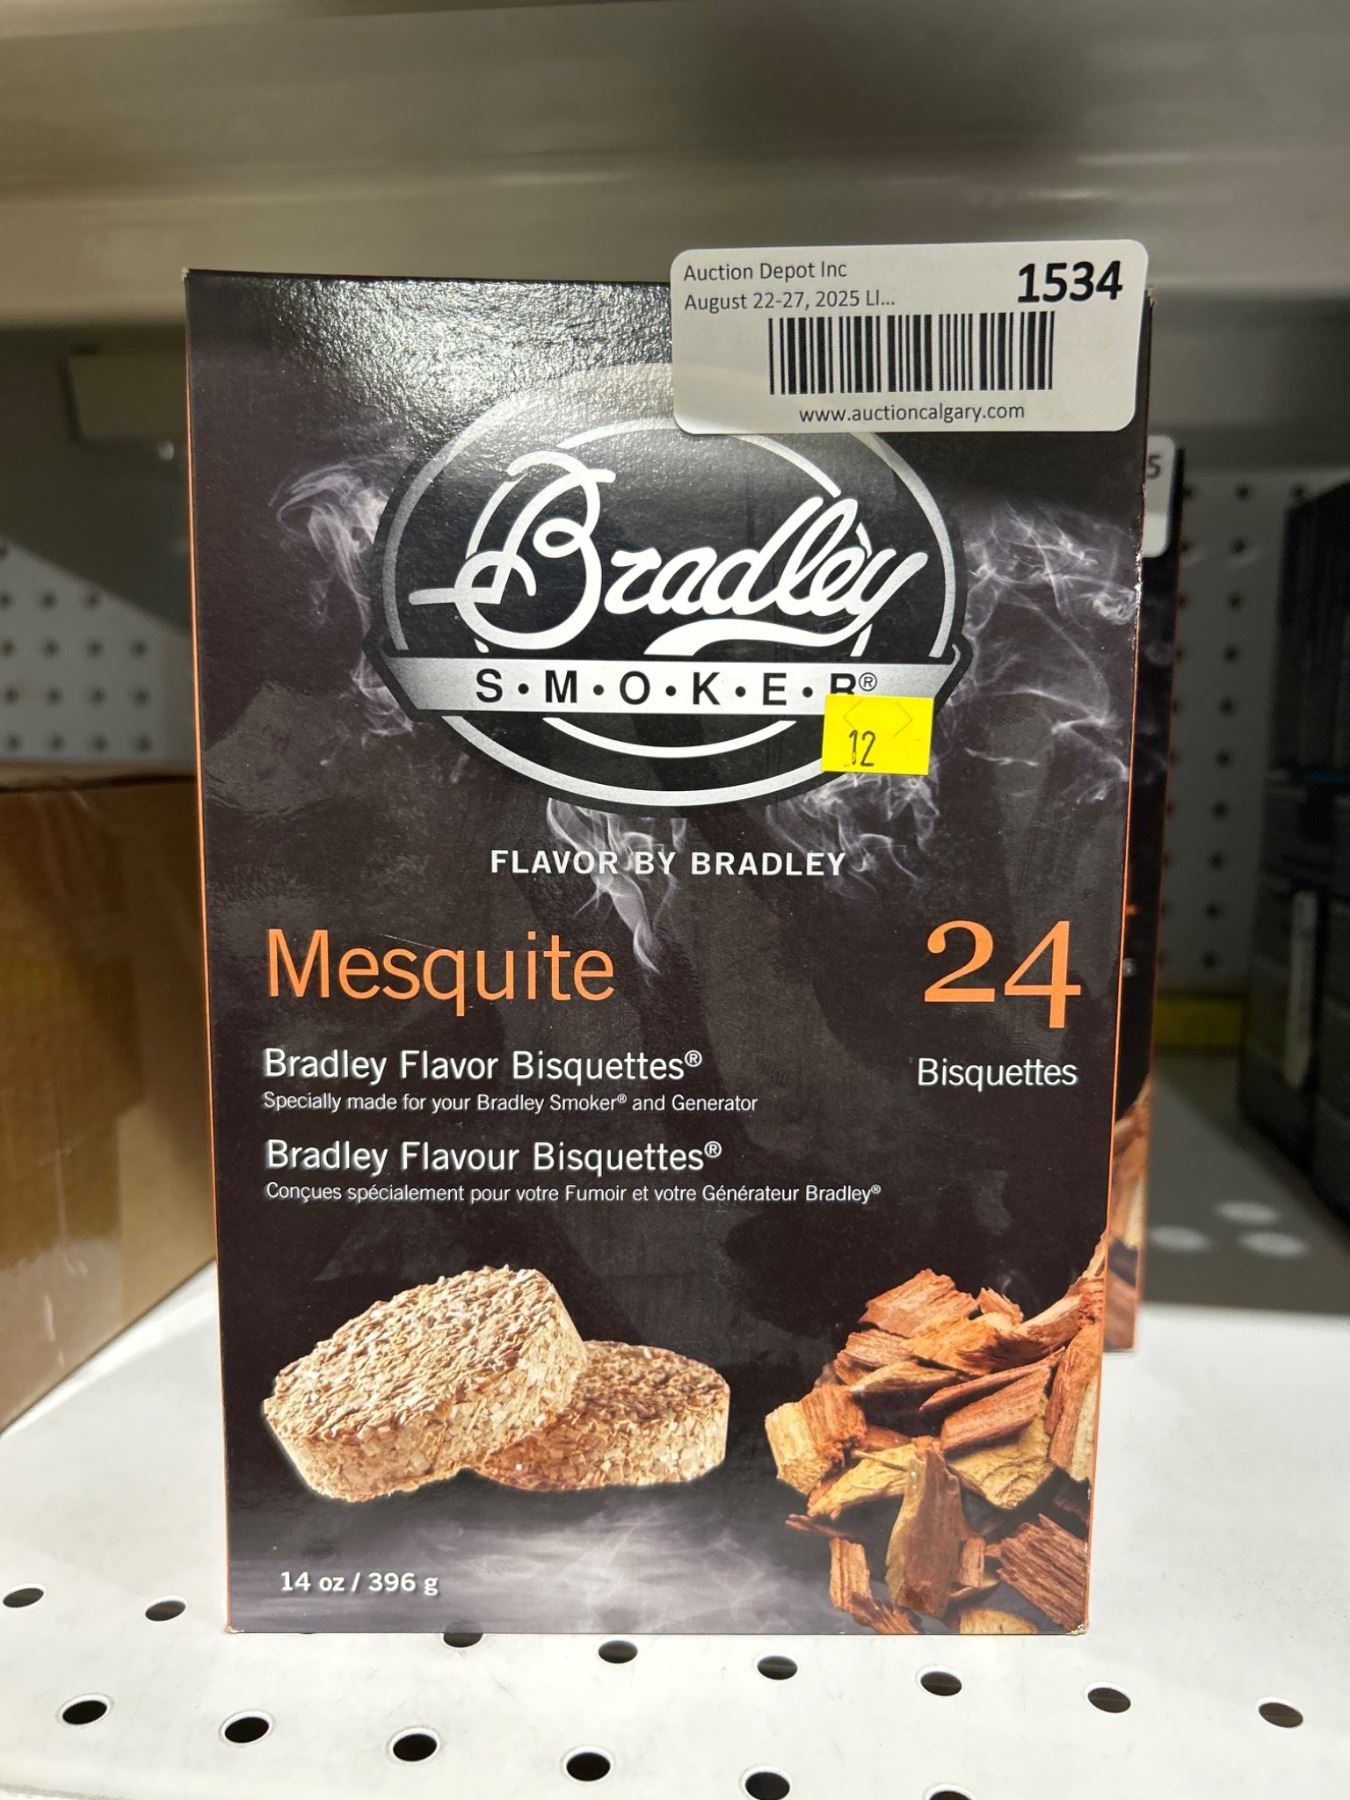 Auction Depot Inc
1534
August 22-27, 2025 LI...
www.auctioncalgary.com
5
Bradley
S•M•O•K•E•R®
12
FLAVOR BY BRADLEY
Mesquite
24
Bradley Flavor Bisquettes®
Bisquettes
Specially made for your Bradley Smoker® and Generator
Bradley Flavour Bisquettes®
Conçues spécialement pour votre Fumoir et votre Générateur Bradley®
14 oz / 396 g